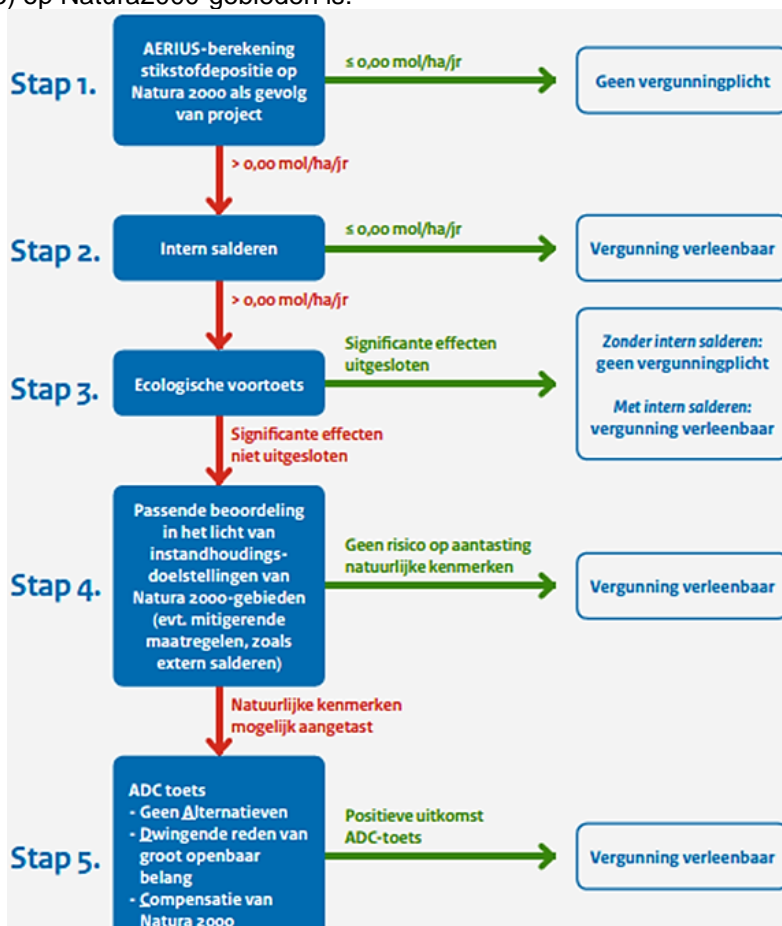 ) op Natura2000-gebieden is.
Stap 1.
AERIUS-berekening
stikstofdepositie op
Natura 2000 als gevolg
van project
≤ 0,00 mol/ha/jr
Geen vergunningplicht
> 0,00 mol/ha/jr
Stap 2.
Intern salderen
≤ 0,00 mol/ha/jr
Vergunning verleenbaar
> 0,00 mol/ha/jr
Stap 3.
Ecologische voortoets
Significante effecten
uitgesloten
Zonder intern salderen:
geen vergunningplicht
Met intern salderen:
vergunning verleenbaar
Significante effecten
niet uitgesloten
Stap 4.
Passende beoordeling
in het licht van
instandhoudings-
doelstellingen van
Natura 2000-gebieden
(evt. mitigerende
maatregelen, zoals
extern salderen)
Geen risico op aantasting
natuurlijke kenmerken
Vergunning verleenbaar
Natuurlijke kenmerken
mogelijk aangetast
Stap 5.
ADC toets
- Geen Alternatieven
- Dwingende reden van
groot openbaar
belang
- Compensatie van
Natura 2000
Positieve uitkomst
ADC-toets
Vergunning verleenbaar